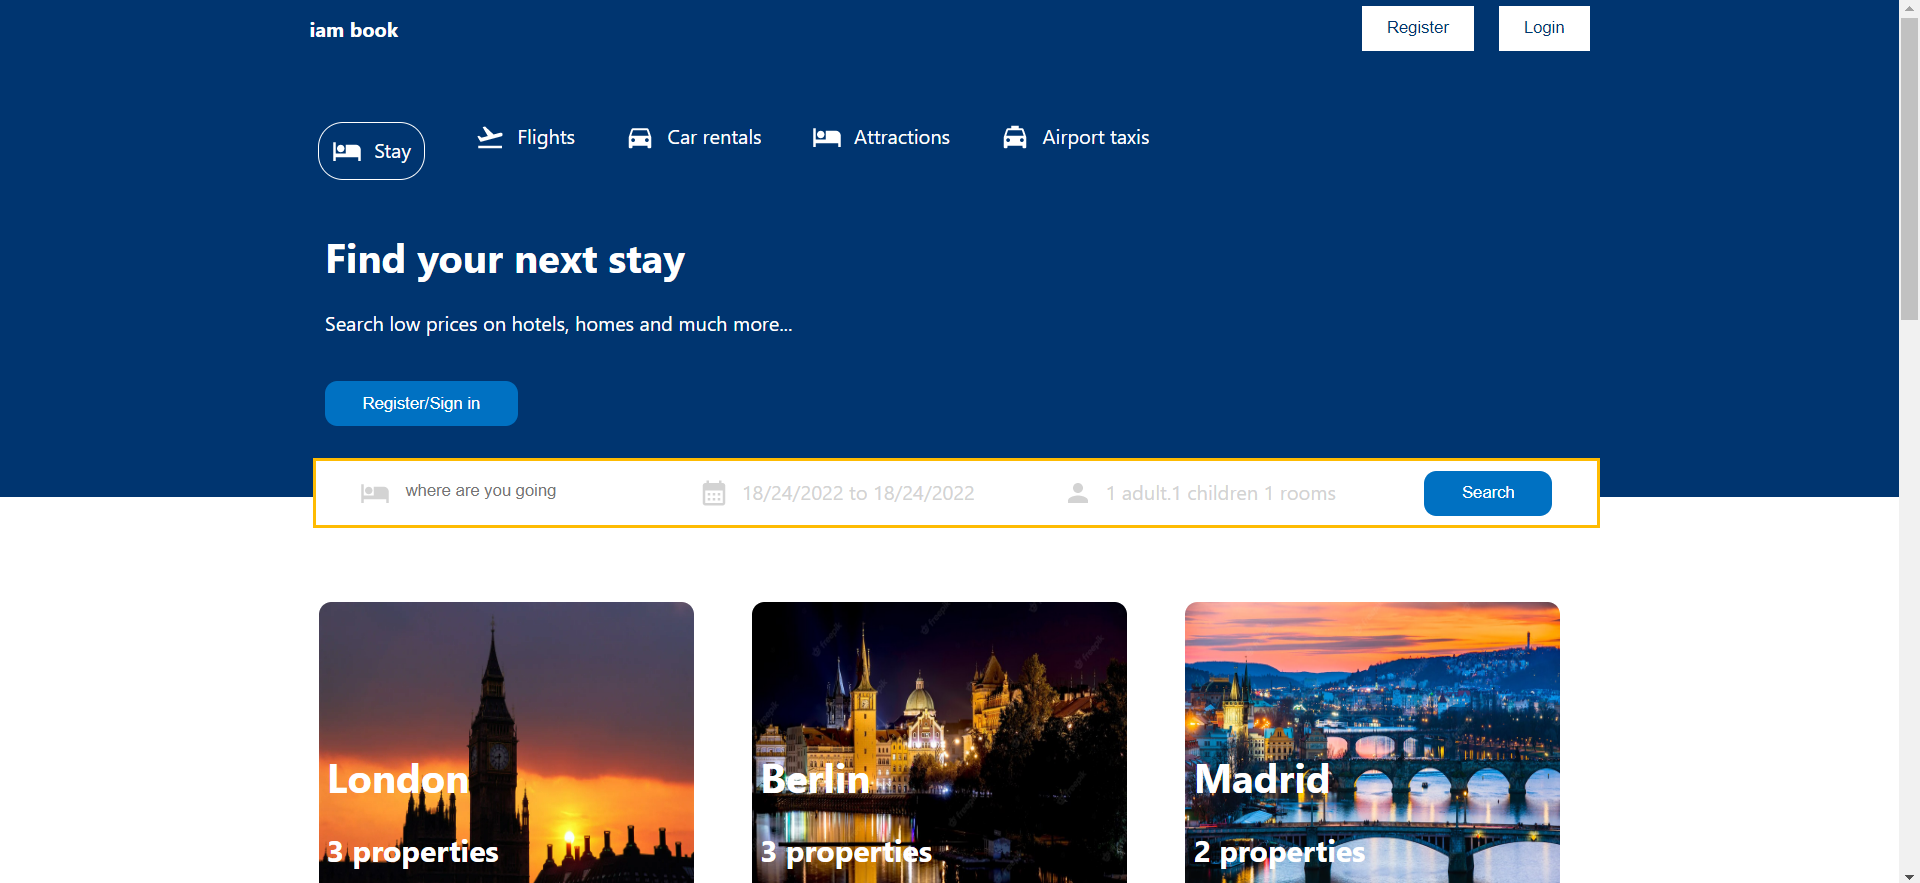 iam book
Register
Login
Stay
Flights
Car rentals
Attractions
Airport taxis
Find your next stay
Search low prices on hotels, homes and much more...
Register/Sign in
where are you going
18/24/2022 to 18/24/2022
1 adult.1 children 1 rooms
Search
London
3 properties
Berlin
3 properties
Madrid
2 properties